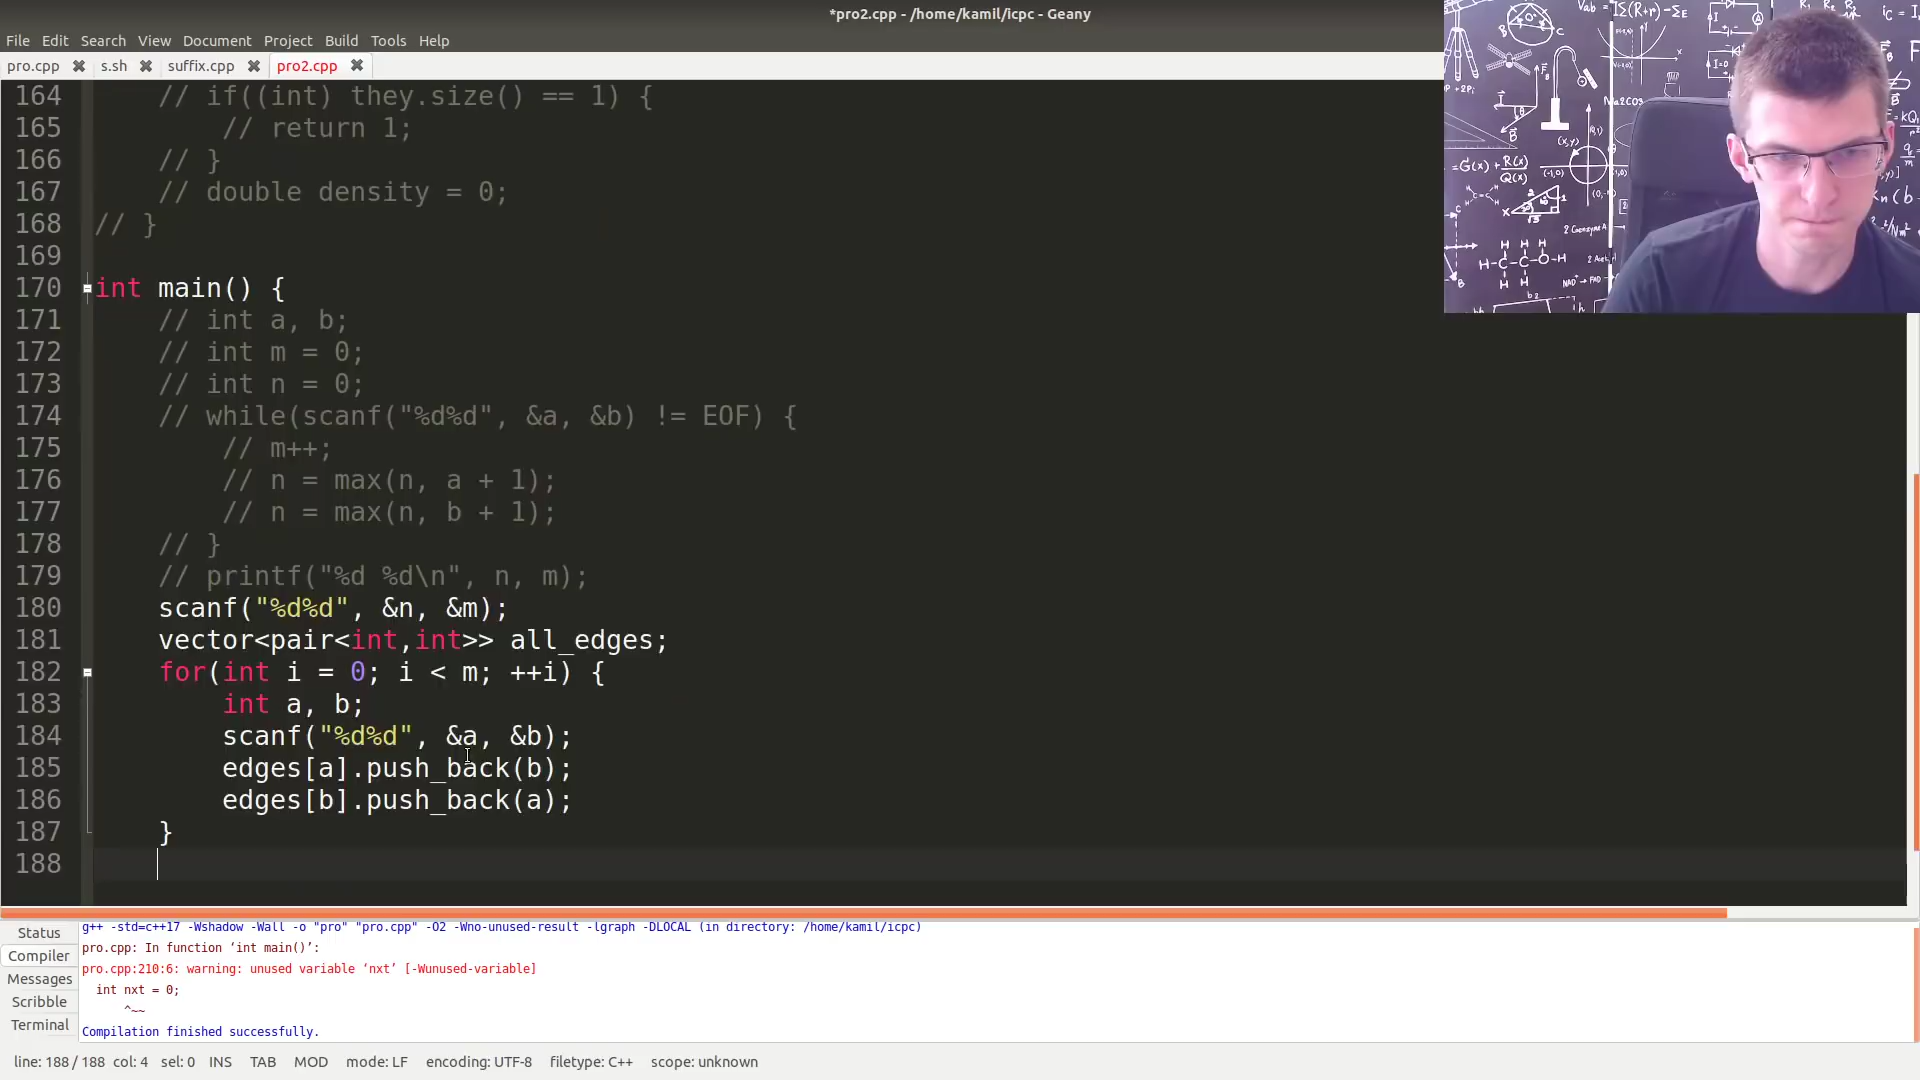 *pro2.cpp - /home/kamil/icpc - Geany
File Edit Search View Document Project Build Tools Help
pro.cpp s.sh suffix.cpp pro2.cpp
164 // if((int) they.size() == 1) {
165 // return 1;
166 // }
167 // double density = 0;
168 // }
169
170 int main() {
171 // int a, b;
172 // int m = 0;
173 // int n = 0;
174 // while(scanf("%d%d", &a, &b) != EOF) {
175 // m++;
176 // n = max(n, a + 1);
177 // n = max(n, b + 1);
178 // }
179 // printf("%d %d\n", n, m);
180 scanf("%d%d", &n, &m);
181 vector<pair<int,int>> all_edges;
182 for(int i = 0; i < m; ++i) {
183 int a, b;
184 scanf("%d%d", &a, &b);
185 edges[a].push_back(b);
186 edges[b].push_back(a);
187 }
188
Status
Compiler
Messages
Scribble
Terminal
g++ -std=c++17 -Wshadow -Wall -o "pro" "pro.cpp" -O2 -Wno-unused-result -lgraph -DLOCAL (in directory: /home/kamil/icpc)
pro.cpp: In function ‘int main()’:
pro.cpp:210:6: warning: unused variable ‘nxt’ [-Wunused-variable]
int nxt = 0;
^~~
Compilation finished successfully.
line: 188 / 188 col: 4 sel: 0 INS TAB MOD mode: LF encoding: UTF-8 filetype: C++ scope: unknown